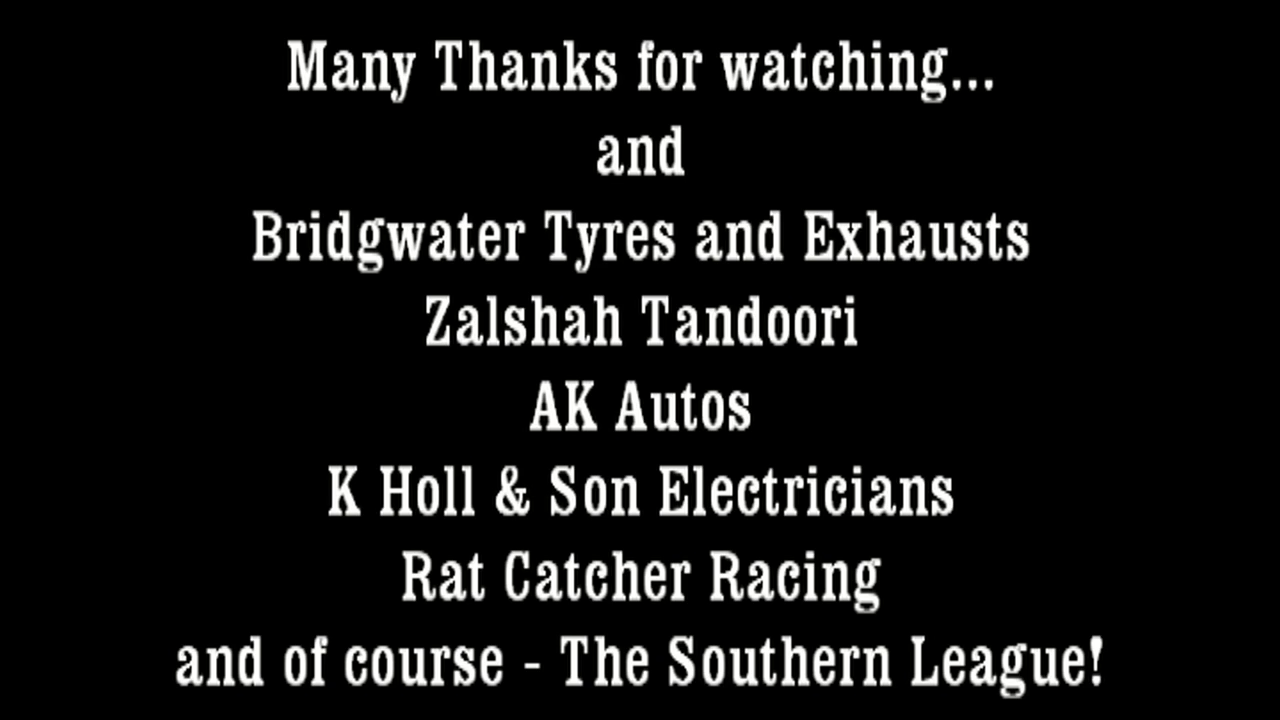 Many Thanks for watching...
and
Bridgwater Tyres and Exhausts
Zalshah Tandoori
AK Autos
K Holl & Son Electricians
Rat Catcher Racing
and of course - The Southern League!